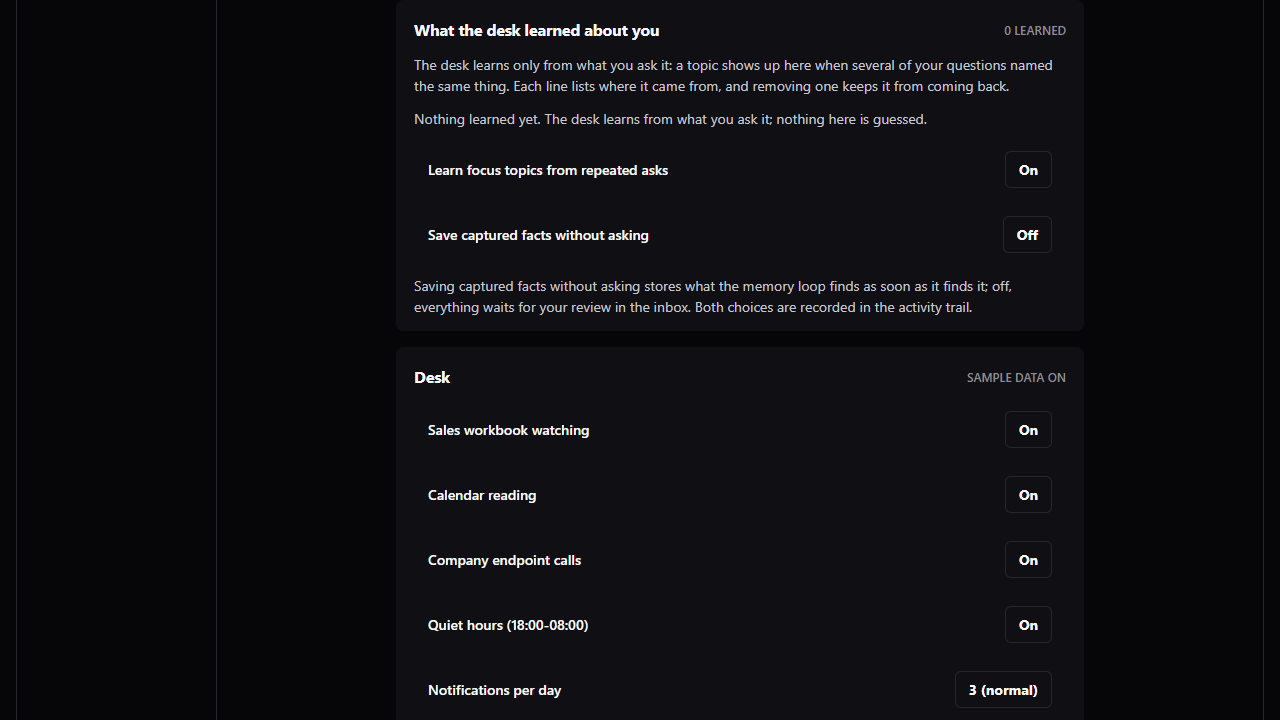 What the desk learned about you
0 LEARNED
The desk learns only from what you ask it: a topic shows up here when several of your questions named
the same thing. Each line lists where it came from, and removing one keeps it from coming back.
Nothing learned yet. The desk learns from what you ask it; nothing here is guessed.
Learn focus topics from repeated asks
On
Save captured facts without asking
Off
Saving captured facts without asking stores what the memory loop finds as soon as it finds it; off,
everything waits for your review in the inbox. Both choices are recorded in the activity trail.
Desk
SAMPLE DATA ON
Sales workbook watching
On
Calendar reading
On
Company endpoint calls
On
Quiet hours (18:00-08:00)
On
Notifications per day
3 (normal)